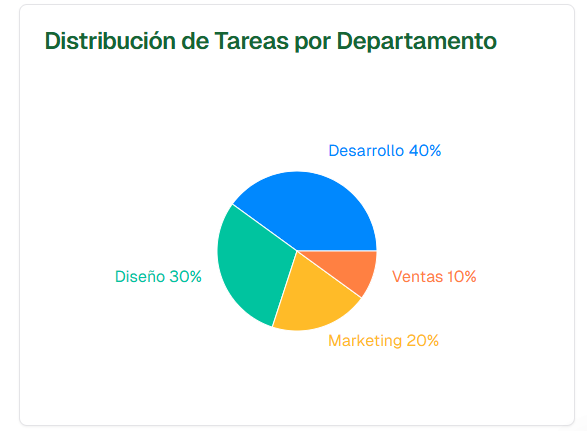 Distribución de Tareas por Departamento
Desarrollo 40%
Diseño 30%
Ventas 10%
Marketing 20%